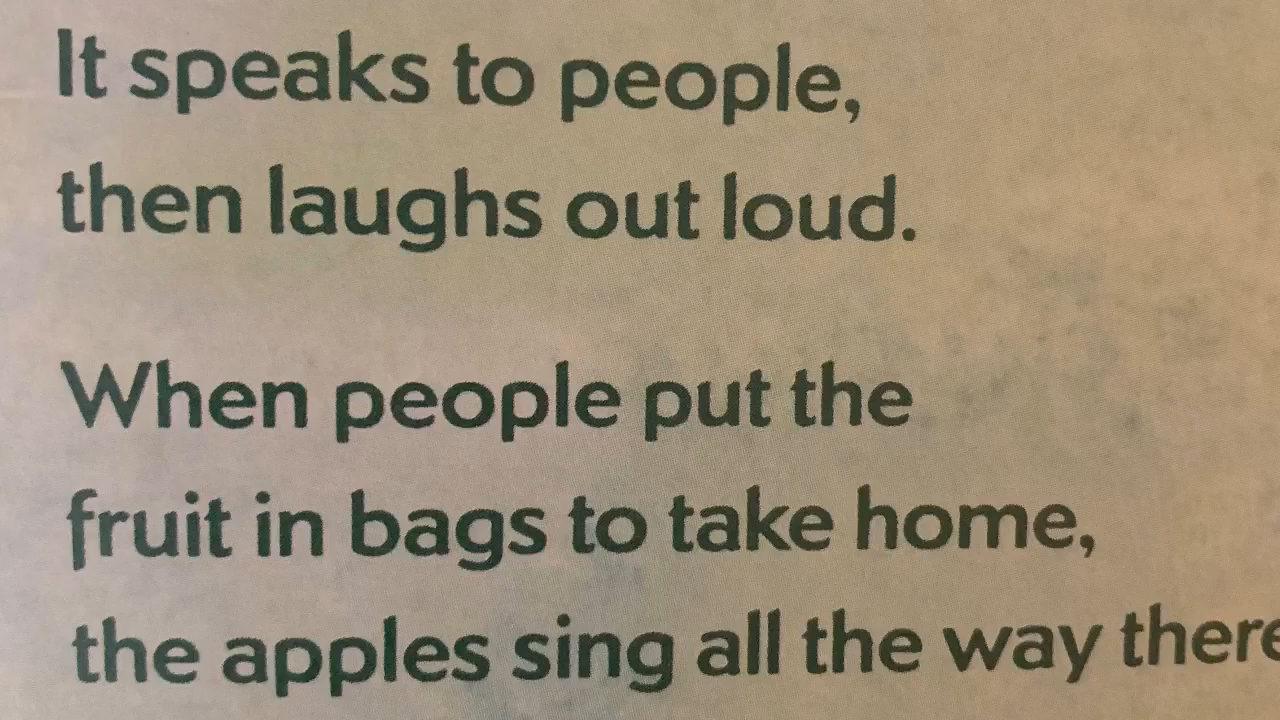 It speaks to people,
then laughs out loud.
When people put the
fruit in bags to take home,
the apples sing all the way there